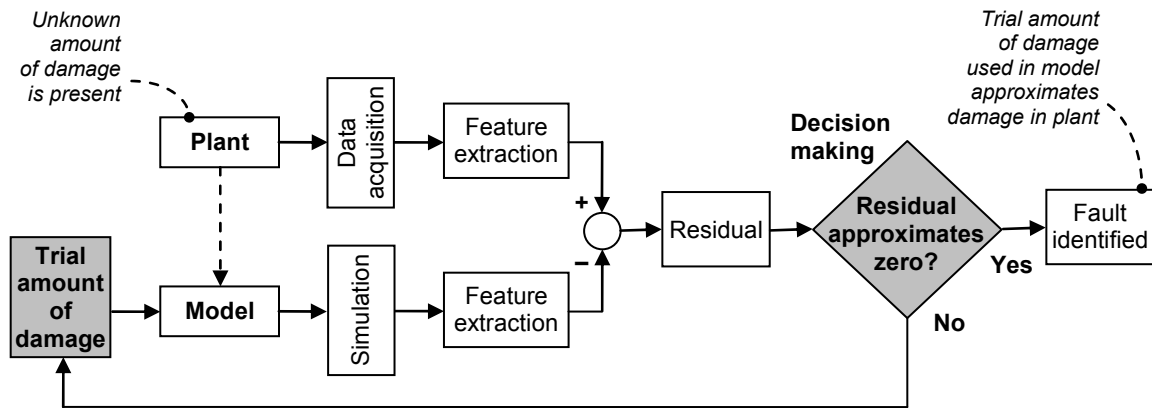 Unknown
amount
of damage
is present
Trial amount
of damage
used in model
approximates
damage in plant
Plant
Data
acquisition
Feature
extraction
Decision
making
+
−
Residual
Residual
approximates
zero?
Yes
No
Fault
identified
Trial
amount
of
damage
Model
Simulation
Feature
extraction